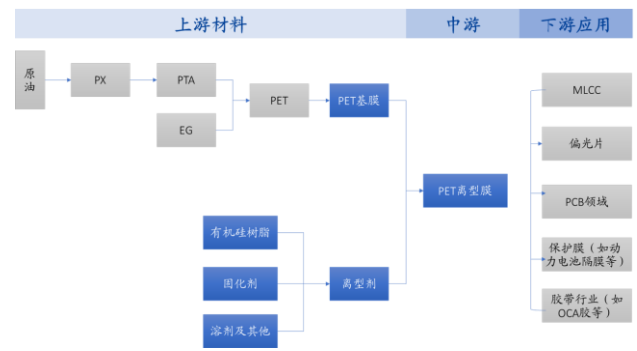 上游材料
中游
下游应用
原
油
PX
PTA
EG
PET
PET基膜
有机硅树脂
固化剂
溶剂及其他
离型剂
PET离型膜
MLCC
偏光片
PCB领域
保护膜（如动
力电池隔膜等）
胶带行业（如
OCA胶等）